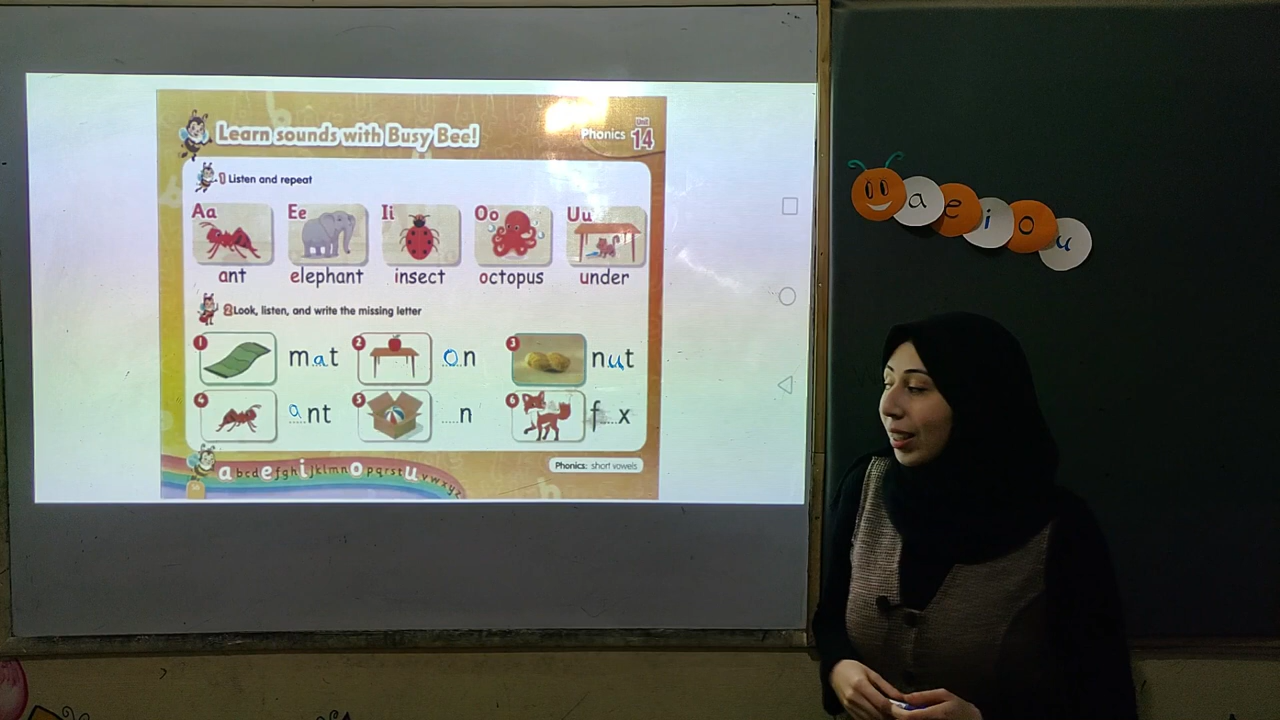 Learn sounds with Busy Bee!
Phonics Unit 14
1 Listen and repeat
Aa Ee Ii Oo Uu
ant elephant insect octopus under
2 Look, listen, and write the missing letter
1 mat 2 on 3 nut
4 ant 5 .....n 6 f.....x
abcdefghijklmnopqrstuvwxyz
Phonics: short vowels
a e i o u